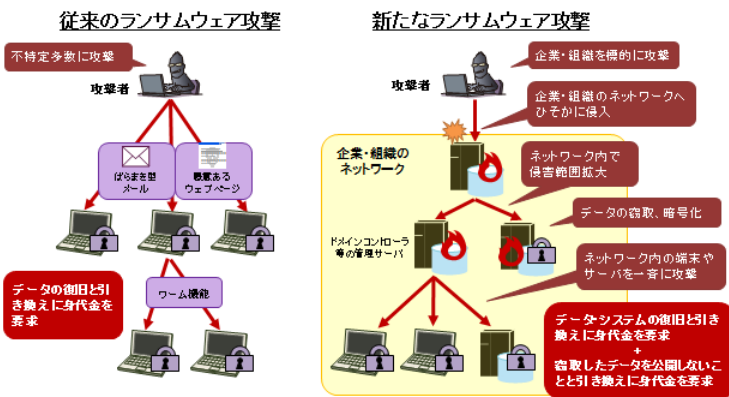 従来のランサムウェア攻撃
不特定多数に攻撃
攻撃者
ばらまき型
メール
悪意ある
ウェブページ
データの復旧と引
き換えに身代金を
要求
ワーム機能
新たなランサムウェア攻撃
企業・組織を標的に攻撃
攻撃者
企業・組織のネットワークへ
ひそかに侵入
企業・組織の
ネットワーク
ネットワーク内で
侵害範囲拡大
データの窃取、暗号化
ドメインコントローラ
等の管理サーバ
ネットワーク内の端末や
サーバを一斉に攻撃
データ・システムの復旧と引き
換えに身代金を要求
+
窃取したデータを公開しないこ
とと引き換えに身代金を要求